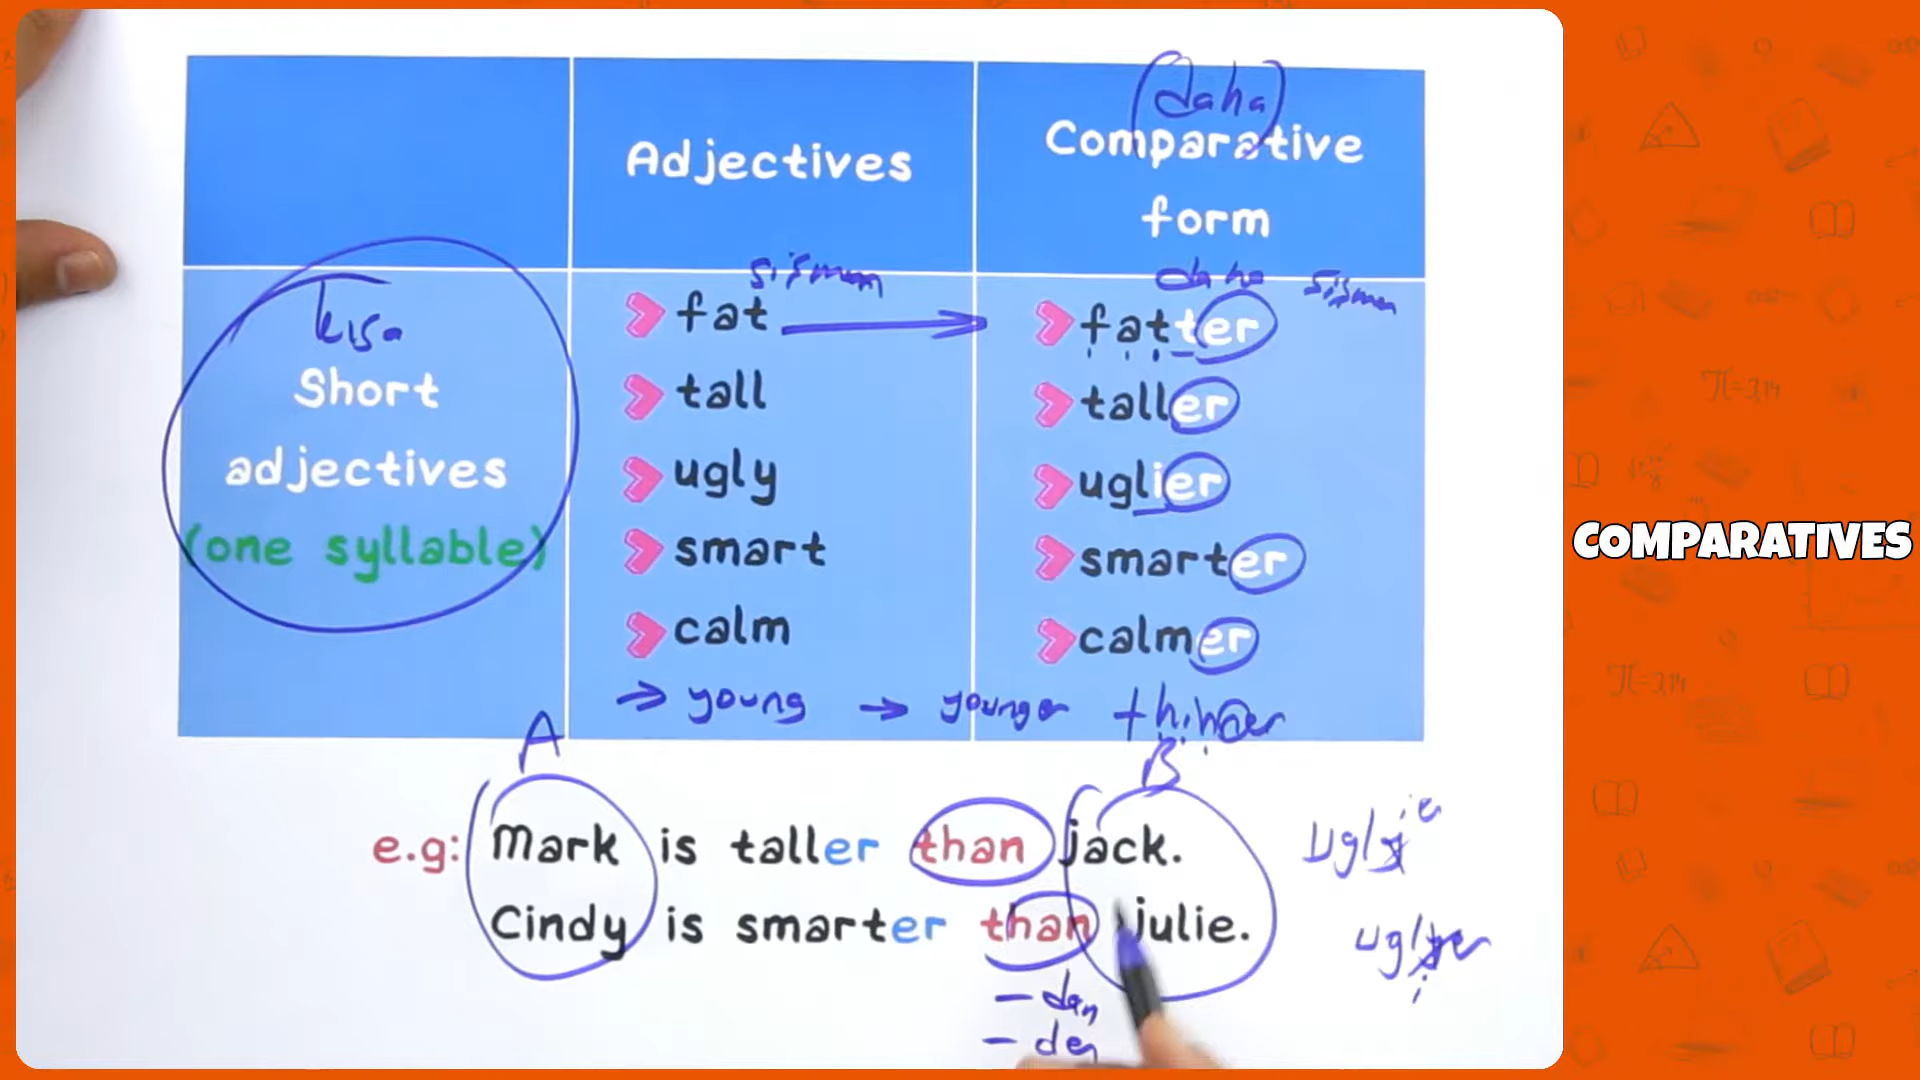 (daha)
Adjectives
Comparative
form
kısa
Short
adjectives
(one syllable)
şişman
daha şişman
fat
fatter
tall
taller
ugly
uglier
smart
smarter
calm
calmer
young
younger
thinner
A
B
e.g: Mark is taller than jack.
Cindy is smarter than julie.
- dan
- den
COMPARATIVES